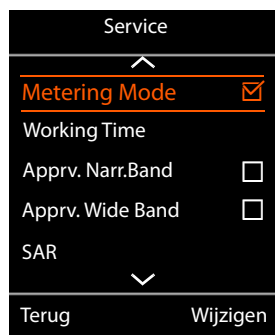 Service
Metering Mode
Working Time
Apprv. Narr.Band
Apprv. Wide Band
SAR
Terug Wijzigen